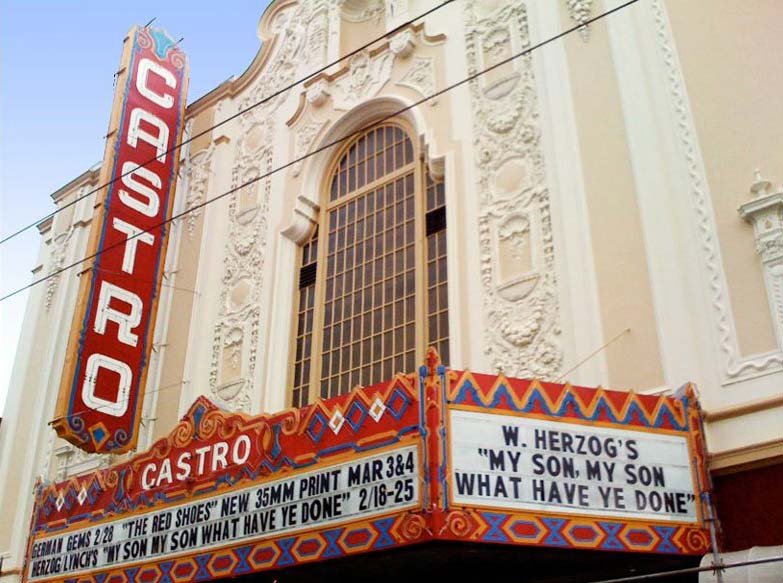 CASTRO
CASTRO
GERMAN GEMS 2/28 "THE RED SHOES" NEW 35MM PRINT MAR 3&4
HERZOG LYNCH'S "MY SON MY SON WHAT HAVE YE DONE" 2/18-25
W. HERZOG'S
"MY SON, MY SON
WHAT HAVE YE DONE"